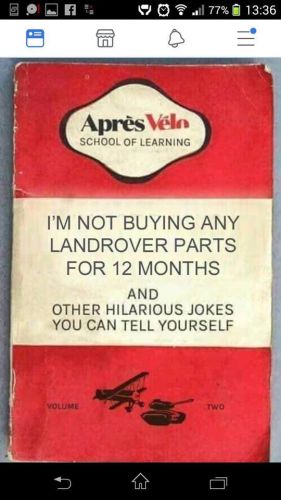 77% 13:36
Après Vélo
SCHOOL OF LEARNING
I'M NOT BUYING ANY
LANDROVER PARTS
FOR 12 MONTHS
AND
OTHER HILARIOUS JOKES
YOU CAN TELL YOURSELF
VOLUME TWO